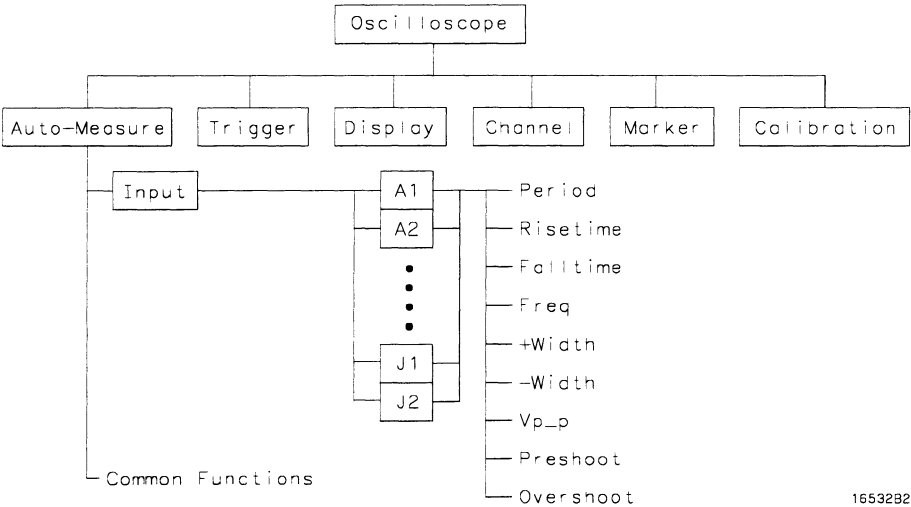 Oscilloscope
Auto-Measure
Trigger
Display
Channel
Marker
Calibration
Input
A1
A2
J1
J2
Period
Risetime
Falltime
Freq
+Width
-Width
Vp_p
Preshoot
Overshoot
Common Functions
16532B2